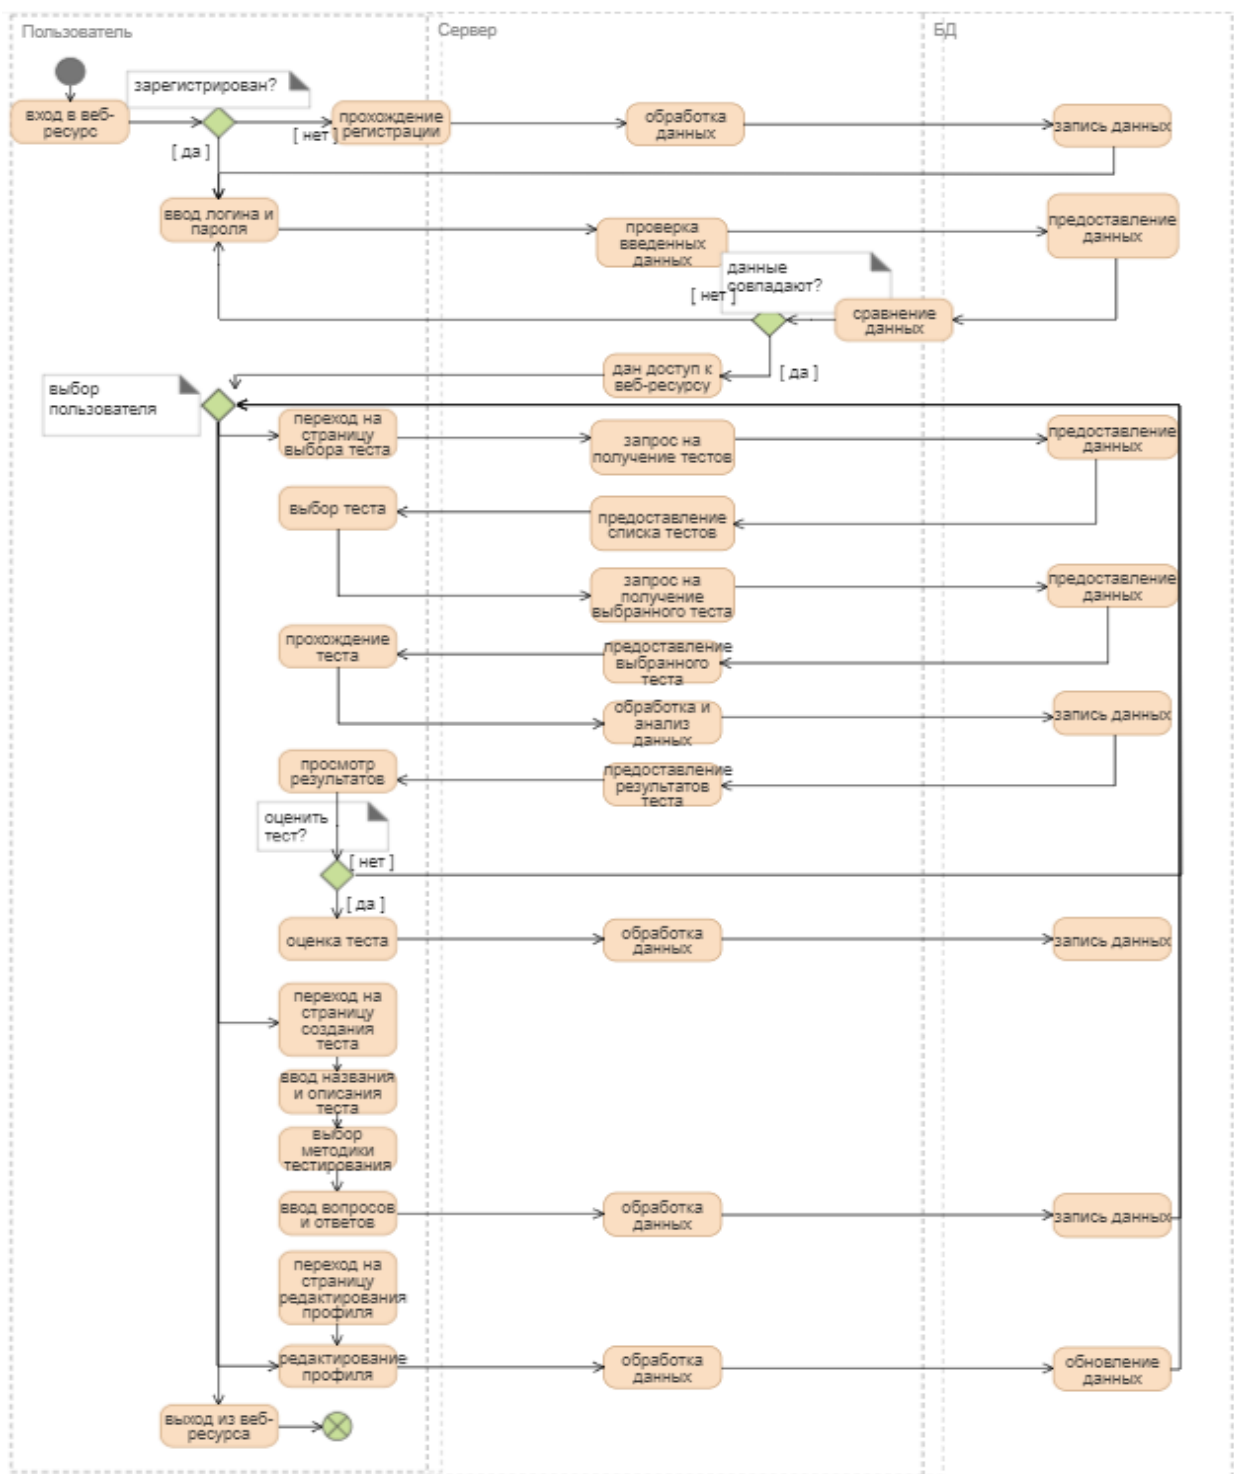 Пользователь
Сервер
БД
зарегистрирован?
вход в веб-
ресурс
[ нет ]
прохождение
регистрации
обработка
данных
запись данных
[ да ]
ввод логина и
пароля
проверка
введенных
данных
предоставление
данных
данные
совпадают?
[ нет ]
сравнение
данных
[ да ]
дан доступ к
веб-ресурсу
выбор
пользователя
переход на
страницу
выбора теста
запрос на
получение тестов
предоставление
данных
выбор теста
предоставление
списка тестов
запрос на
получение
выбранного теста
предоставление
данных
прохождение
теста
предоставление
выбранного
теста
обработка и
анализ
данных
запись данных
просмотр
результатов
предоставление
результатов
теста
оценить
тест?
[ нет ]
[ да ]
оценка теста
обработка
данных
запись данных
переход на
страницу
создания
теста
ввод названия
и описания
теста
выбор
методики
тестирования
ввод вопросов
и ответов
обработка
данных
запись данных
переход на
страницу
редактирования
профиля
редактирование
профиля
обработка
данных
обновление
данных
выход из веб-
ресурса